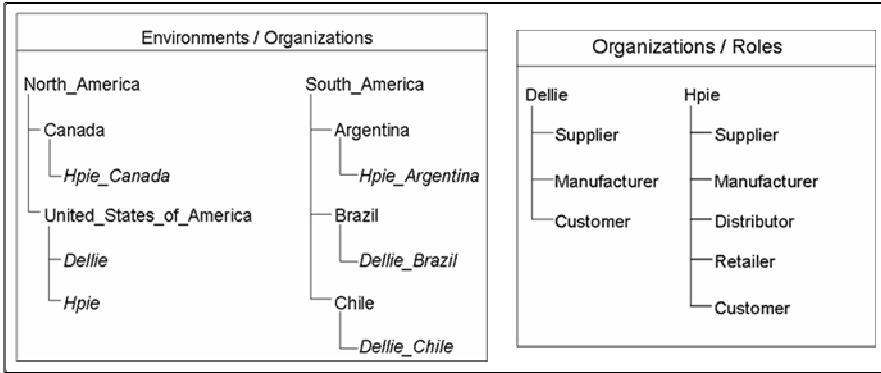 Environments / Organizations
North_America
Canada
Hpie_Canada
United_States_of_America
Dellie
Hpie
South_America
Argentina
Hpie_Argentina
Brazil
Dellie_Brazil
Chile
Dellie_Chile
Organizations / Roles
Dellie
Supplier
Manufacturer
Customer
Hpie
Supplier
Manufacturer
Distributor
Retailer
Customer